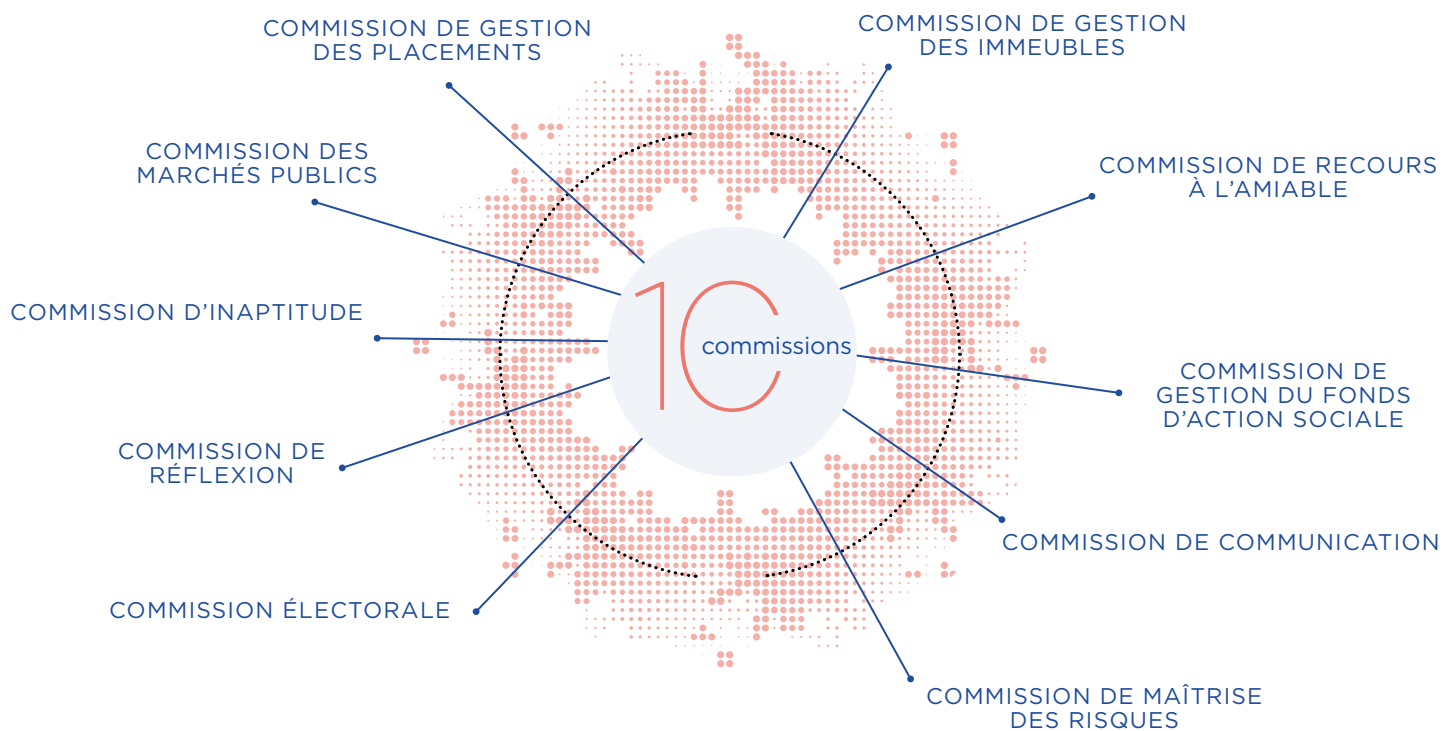 COMMISSION DE GESTION
DES PLACEMENTS
COMMISSION DE GESTION
DES IMMEUBLES
COMMISSION DES
MARCHÉS PUBLICS
COMMISSION DE RECOURS
À L'AMIABLE
COMMISSION D'INAPTITUDE
10
commissions
COMMISSION DE
GESTION DU FONDS
D'ACTION SOCIALE
COMMISSION DE
RÉFLEXION
COMMISSION DE COMMUNICATION
COMMISSION ÉLECTORALE
COMMISSION DE MAÎTRISE
DES RISQUES